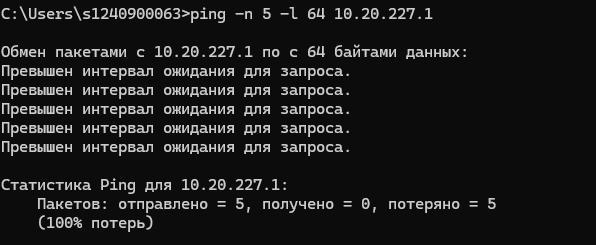 C:\Users\s1240900063>ping -n 5 -l 64 10.20.227.1
Обмен пакетами с 10.20.227.1 по с 64 байтами данных:
Превышен интервал ожидания для запроса.
Превышен интервал ожидания для запроса.
Превышен интервал ожидания для запроса.
Превышен интервал ожидания для запроса.
Превышен интервал ожидания для запроса.
Статистика Ping для 10.20.227.1:
Пакетов: отправлено = 5, получено = 0, потеряно = 5
(100% потерь)